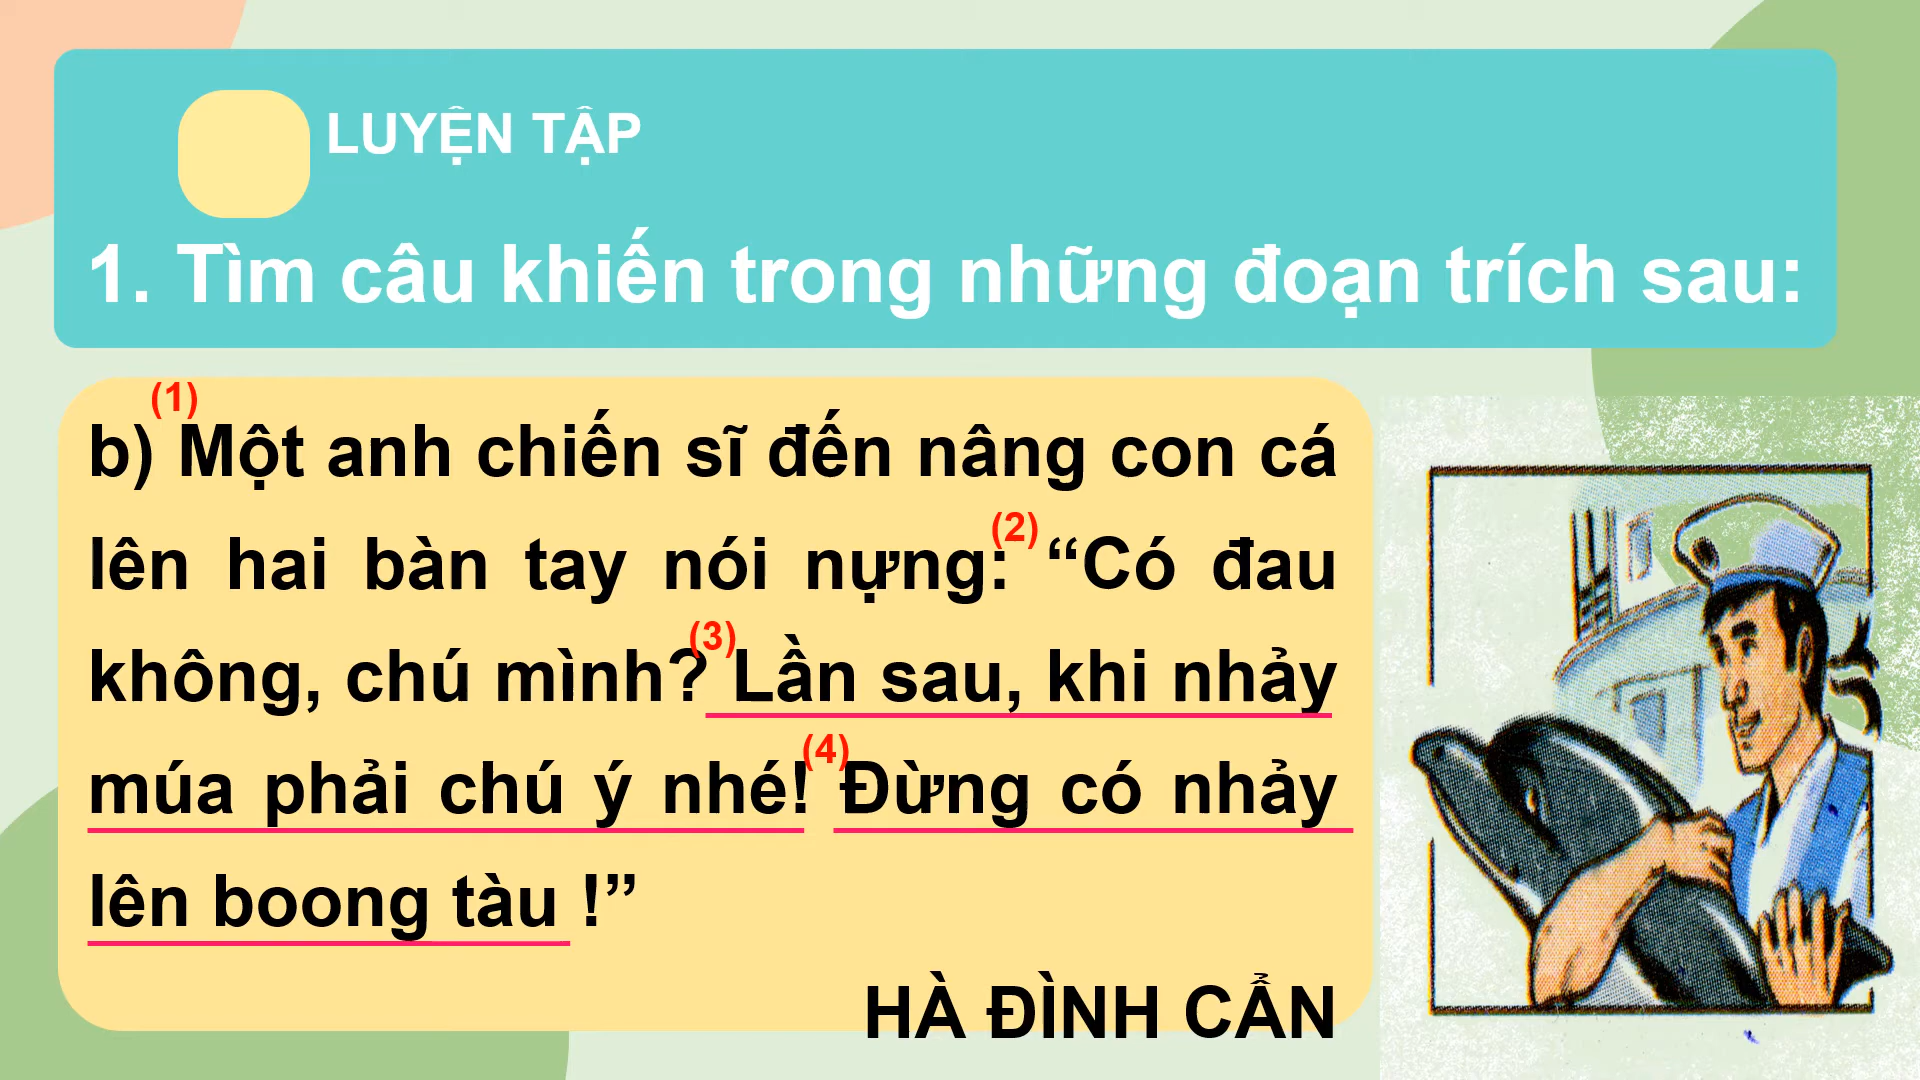 LUYỆN TẬP
1. Tìm câu khiến trong những đoạn trích sau:
(1)
b) Một anh chiến sĩ đến nâng con cá
(2)
lên hai bàn tay nói nựng: “Có đau
(3)
không, chú mình? Lần sau, khi nhảy
(4)
múa phải chú ý nhé! Đừng có nhảy
lên boong tàu !”
HÀ ĐÌNH CẨN